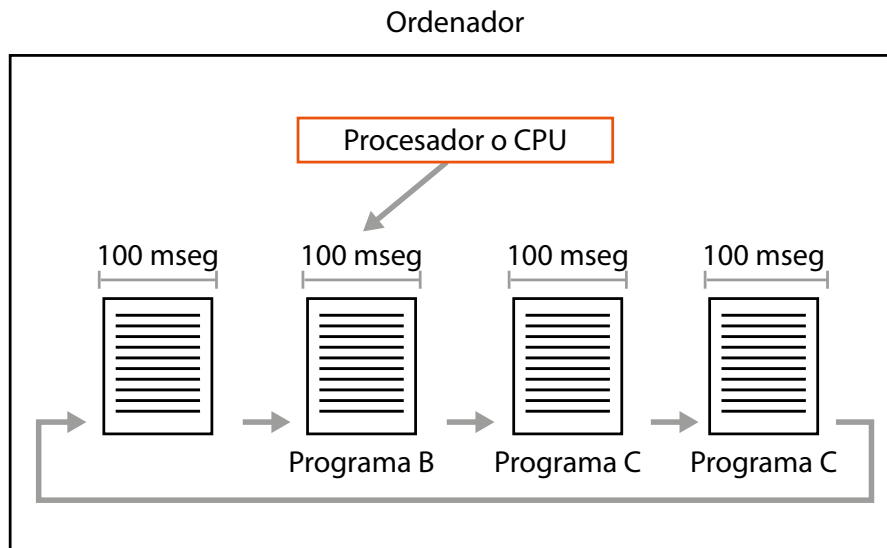 Ordenador
Procesador o CPU
100 mseg 100 mseg 100 mseg 100 mseg
Programa B Programa C Programa C